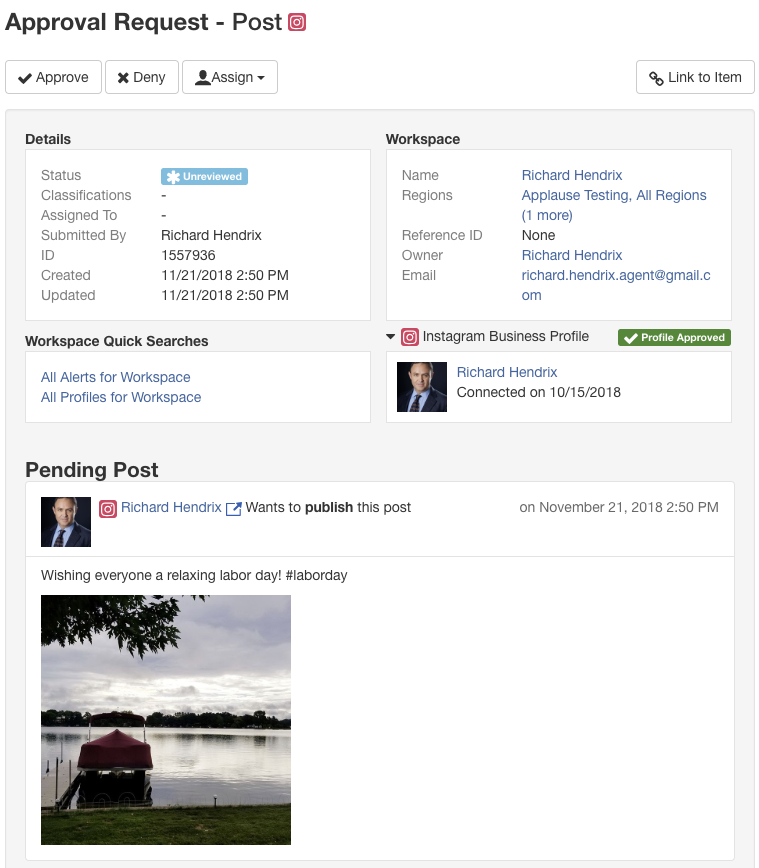 Approval Request - Post
Approve
Deny
Assign
Link to Item
Details
Status Unreviewed
Classifications -
Assigned To -
Submitted By Richard Hendrix
ID 1557936
Created 11/21/2018 2:50 PM
Updated 11/21/2018 2:50 PM
Workspace
Name Richard Hendrix
Regions Applause Testing, All Regions
(1 more)
Reference ID None
Owner Richard Hendrix
Email richard.hendrix.agent@gmail.c
om
Workspace Quick Searches
All Alerts for Workspace
All Profiles for Workspace
Instagram Business Profile Profile Approved
Richard Hendrix
Connected on 10/15/2018
Pending Post
Richard Hendrix Wants to publish this post on November 21, 2018 2:50 PM
Wishing everyone a relaxing labor day! #laborday